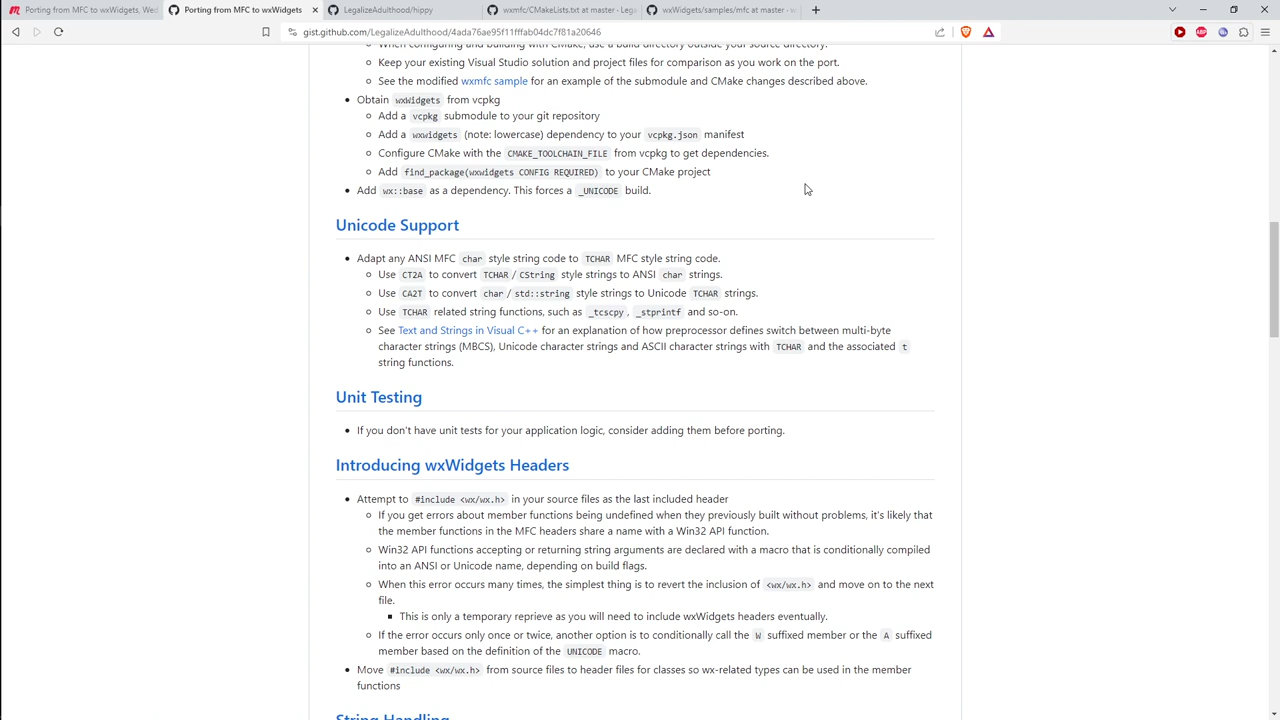 Porting from MFC to wxWidgets, Wed
Porting from MFC to wxWidgets
LegalizeAdulthood/hippy
wxmfc/CMakeLists.txt at master · Lega
wxWidgets/samples/mfc at master · w
gist.github.com/LegalizeAdulthood/4ada76ae95f11fffab04dc7f81a20646
When configuring and building with CMake, use a build directory outside your source directory.
Keep your existing Visual Studio solution and project files for comparison as you work on the port.
See the modified wxmfc sample for an example of the submodule and CMake changes described above.
Obtain wxWidgets from vcpkg
Add a vcpkg submodule to your git repository
Add a wxwidgets (note: lowercase) dependency to your vcpkg.json manifest
Configure CMake with the CMAKE_TOOLCHAIN_FILE from vcpkg to get dependencies.
Add find_package(wxwidgets CONFIG REQUIRED) to your CMake project
Add wx::base as a dependency. This forces a _UNICODE build.
Unicode Support
Adapt any ANSI MFC char style string code to TCHAR MFC style string code.
Use CT2A to convert TCHAR / CString style strings to ANSI char strings.
Use CA2T to convert char / std::string style strings to Unicode TCHAR strings.
Use TCHAR related string functions, such as _tcscpy, _stprintf and so-on.
See Text and Strings in Visual C++ for an explanation of how preprocessor defines switch between multi-byte
character strings (MBCS), Unicode character strings and ASCII character strings with TCHAR and the associated t
string functions.
Unit Testing
If you don't have unit tests for your application logic, consider adding them before porting.
Introducing wxWidgets Headers
Attempt to #include <wx/wx.h> in your source files as the last included header
If you get errors about member functions being undefined when they previously built without problems, it's likely that
the member functions in the MFC headers share a name with a Win32 API function.
Win32 API functions accepting or returning string arguments are declared with a macro that is conditionally compiled
into an ANSI or Unicode name, depending on build flags.
When this error occurs many times, the simplest thing is to revert the inclusion of <wx/wx.h> and move on to the next
file.
This is only a temporary reprieve as you will need to include wxWidgets headers eventually.
If the error occurs only once or twice, another option is to conditionally call the W suffixed member or the A suffixed
member based on the definition of the UNICODE macro.
Move #include <wx/wx.h> from source files to header files for classes so wx-related types can be used in the member
functions
String Handling